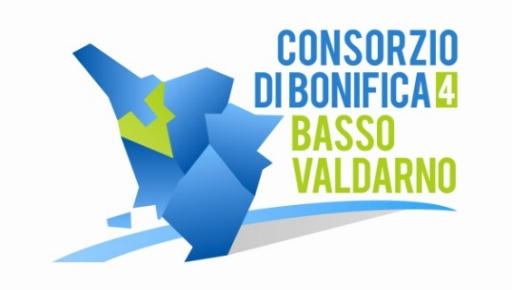 CONSORZIO
DI BONIFICA 4
BASSO
VALDARNO